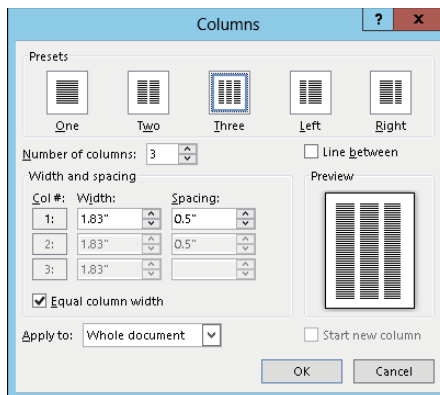 Columns
? x
Presets
One Two Three Left Right
Number of columns: 3
Line between
Width and spacing
Preview
Col #: Width: Spacing:
1: 1.83" 0.5"
2: 1.83" 0.5"
3: 1.83"
Equal column width
Apply to: Whole document
Start new column
OK Cancel